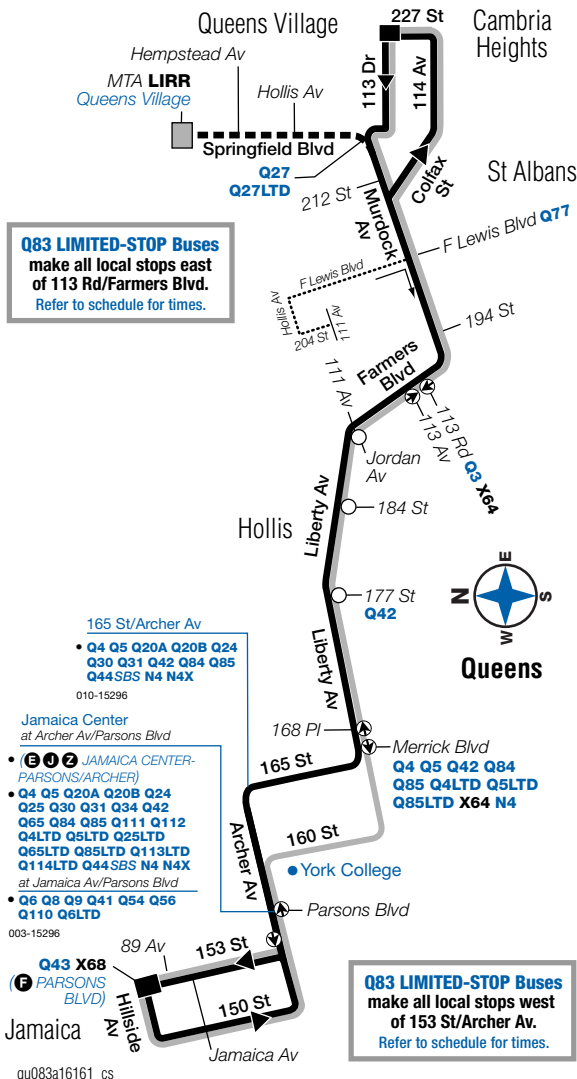 Queens Village
227 St
Cambria
Heights
Hempstead Av
MTA LIRR
Queens Village
Hollis Av
113 Dr
114 Av
Springfield Blvd
Q27
Q27LTD
212 St
Murdock
Av
Colfax
St
St Albans
Q83 LIMITED-STOP Buses
make all local stops east
of 113 Rd/Farmers Blvd.
Refer to schedule for times.
F Lewis Blvd Q77
F Lewis Blvd
Hollis Av
204 St
111 Av
194 St
Farmers
Blvd
111 Av
113 Rd Q3 X64
113 Av
Jordan
Av
Liberty Av
184 St
Hollis
177 St
Q42
N
E
S
W
Queens
Liberty Av
165 St/Archer Av
• Q4 Q5 Q20A Q20B Q24
Q30 Q31 Q42 Q84 Q85
Q44SBS N4 N4X
010-15296
168 Pl
Merrick Blvd
Q4 Q5 Q42 Q84
Q85 Q4LTD Q5LTD
Q85LTD X64 N4
Jamaica Center
at Archer Av/Parsons Blvd
• (E J Z JAMAICA CENTER-
PARSONS/ARCHER)
• Q4 Q5 Q20A Q20B Q24
Q25 Q30 Q31 Q34 Q42
Q65 Q84 Q85 Q111 Q112
Q4LTD Q5LTD Q25LTD
Q65LTD Q85LTD Q113LTD
Q114LTD Q44SBS N4 N4X
at Jamaica Av/Parsons Blvd
• Q6 Q8 Q9 Q41 Q54 Q56
Q110 Q6LTD
003-15296
165 St
160 St
Archer Av
York College
Parsons Blvd
89 Av
153 St
Q43 X68
(F PARSONS
BLVD)
Hillside
Av
150 St
Jamaica
Jamaica Av
Q83 LIMITED-STOP Buses
make all local stops west
of 153 St/Archer Av.
Refer to schedule for times.
qu083a16161_cs